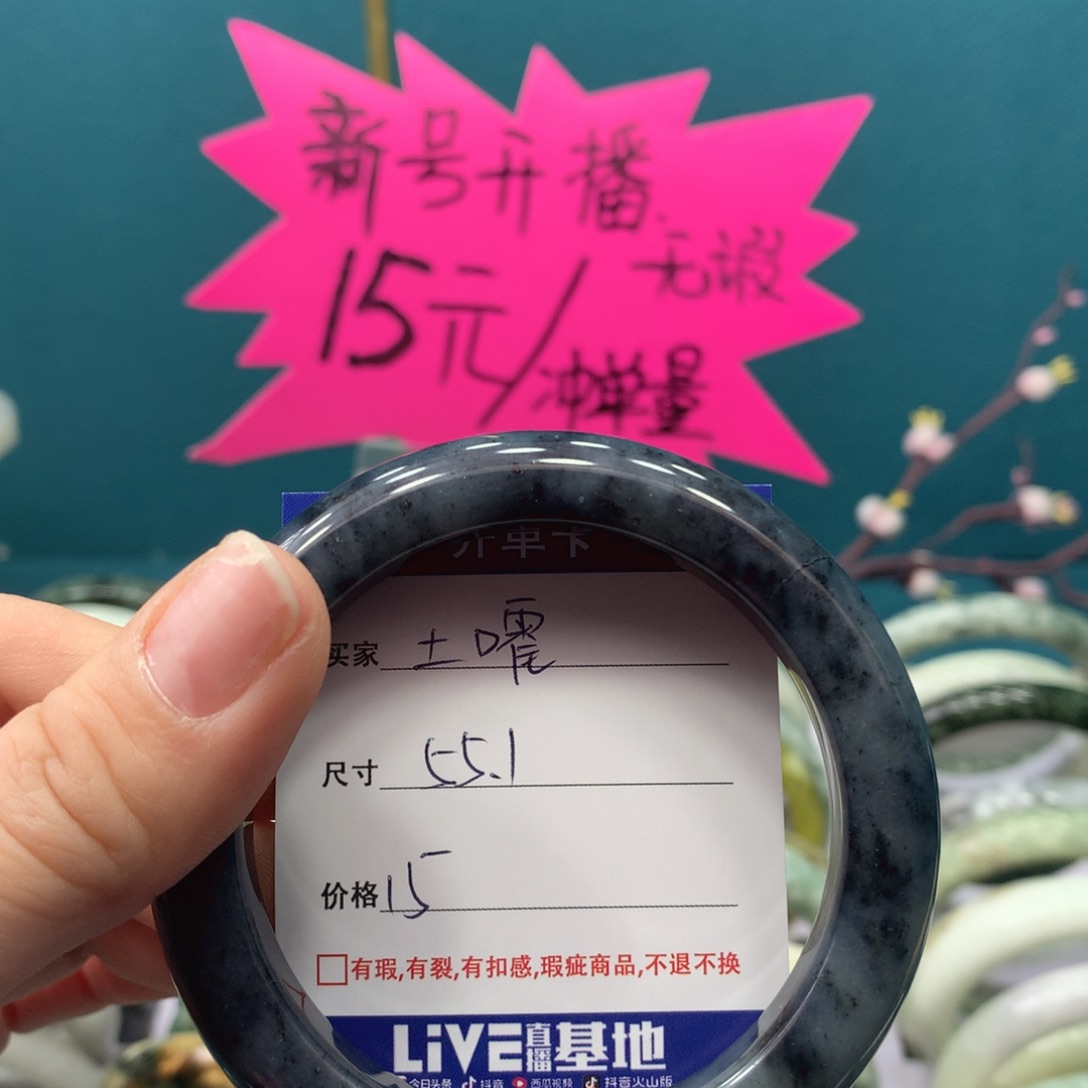 新号开播
无瑕
15元/冲单量
开单卡
买家 土
尺寸 55.1
价格 15
有瑕,有裂,有扣感,瑕疵商品,不退不换
LiVE直播基地
今日头条 抖音 西瓜视频 抖音火山版